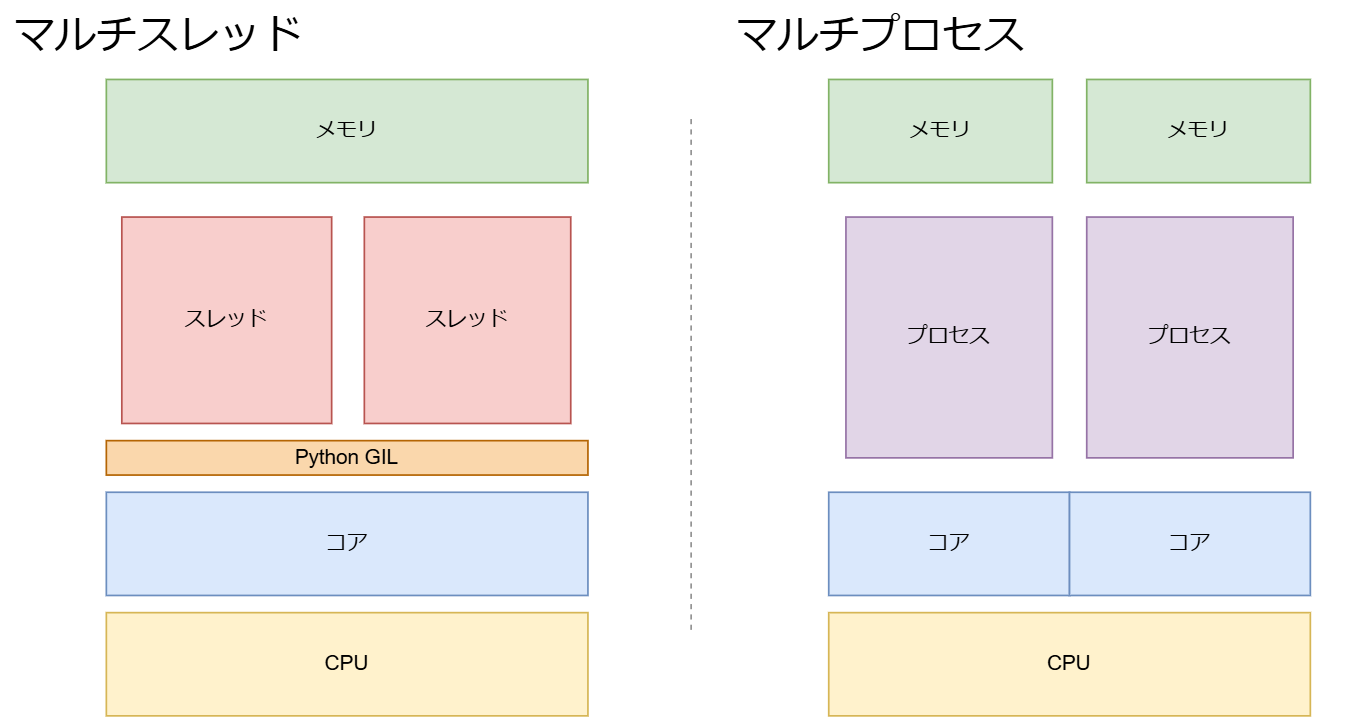 マルチスレッド
メモリ
スレッド
スレッド
Python GIL
コア
CPU
マルチプロセス
メモリ
メモリ
プロセス
プロセス
コア
コア
CPU